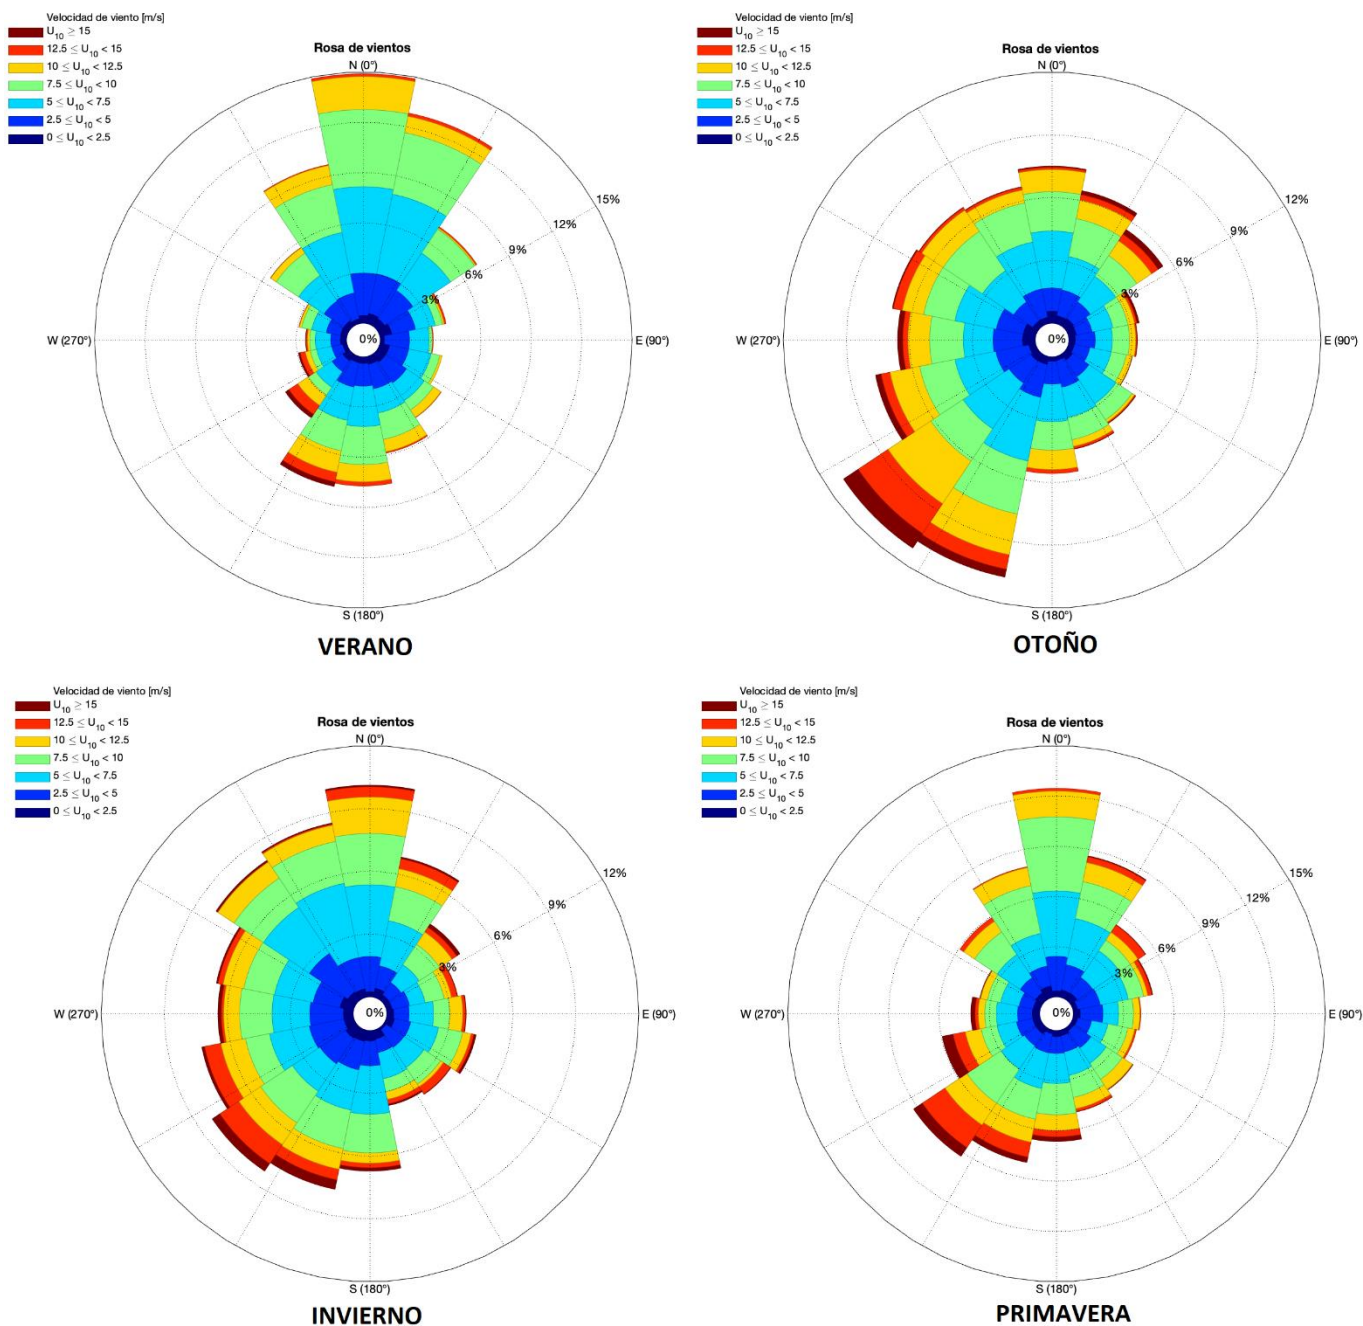 Velocidad de viento [m/s]
U10 ≥ 15
12.5 ≤ U10 < 15
10 ≤ U10 < 12.5
7.5 ≤ U10 < 10
5 ≤ U10 < 7.5
2.5 ≤ U10 < 5
0 ≤ U10 < 2.5
Rosa de vientos
N (0°)
15%
12%
9%
6%
3%
0%
W (270°)
E (90°)
S (180°)
VERANO
Velocidad de viento [m/s]
U10 ≥ 15
12.5 ≤ U10 < 15
10 ≤ U10 < 12.5
7.5 ≤ U10 < 10
5 ≤ U10 < 7.5
2.5 ≤ U10 < 5
0 ≤ U10 < 2.5
Rosa de vientos
N (0°)
12%
9%
6%
3%
0%
W (270°)
E (90°)
S (180°)
OTOÑO
Velocidad de viento [m/s]
U10 ≥ 15
12.5 ≤ U10 < 15
10 ≤ U10 < 12.5
7.5 ≤ U10 < 10
5 ≤ U10 < 7.5
2.5 ≤ U10 < 5
0 ≤ U10 < 2.5
Rosa de vientos
N (0°)
12%
9%
6%
3%
0%
W (270°)
E (90°)
S (180°)
INVIERNO
Velocidad de viento [m/s]
U10 ≥ 15
12.5 ≤ U10 < 15
10 ≤ U10 < 12.5
7.5 ≤ U10 < 10
5 ≤ U10 < 7.5
2.5 ≤ U10 < 5
0 ≤ U10 < 2.5
Rosa de vientos
N (0°)
15%
12%
9%
6%
3%
0%
W (270°)
E (90°)
S (180°)
PRIMAVERA